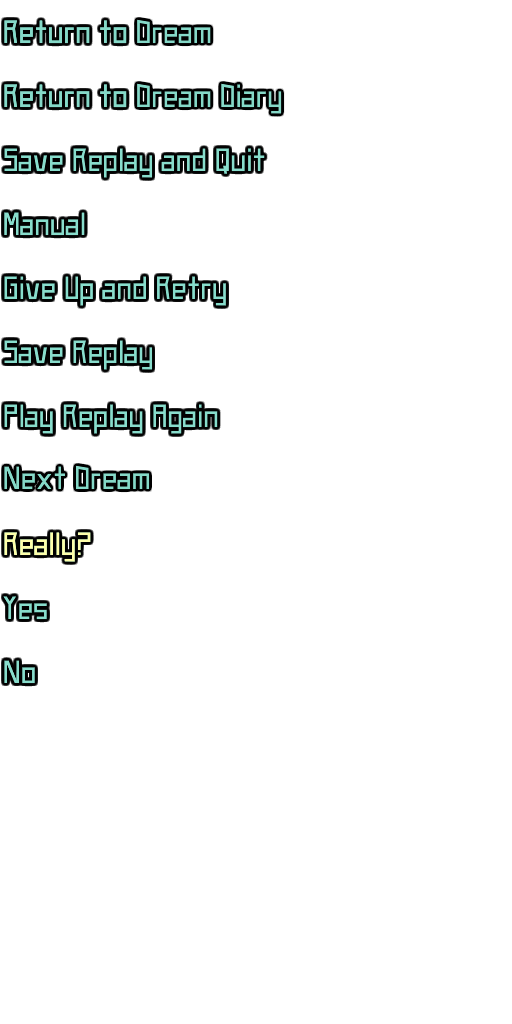 Return to Dream
Return to Dream Diary
Save Replay and Quit
Manual
Give Up and Retry
Save Replay
Play Replay Again
Next Dream
Really?
Yes
No